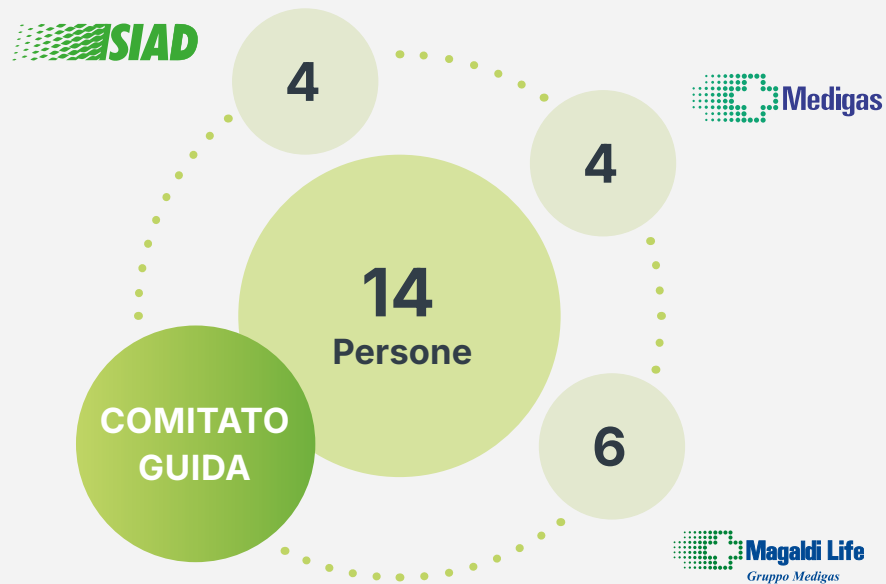 SIAD
4
Medigas
4
14
Persone
COMITATO
GUIDA
6
Magaldi Life
Gruppo Medigas